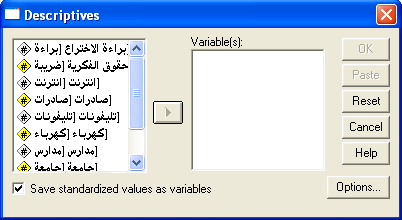 Descriptives
براءة الاختراع [براءة
حقوق الفكرية [ضريبة
انترنت [انترنت]
صادرات [صادرات]
تليفونات [تليفونات]
كهرباء [كهرباء]
مدارس [مدارس]
جامعة [جامعة]
Variable(s):
OK
Paste
Reset
Cancel
Help
Save standardized values as variables
Options...